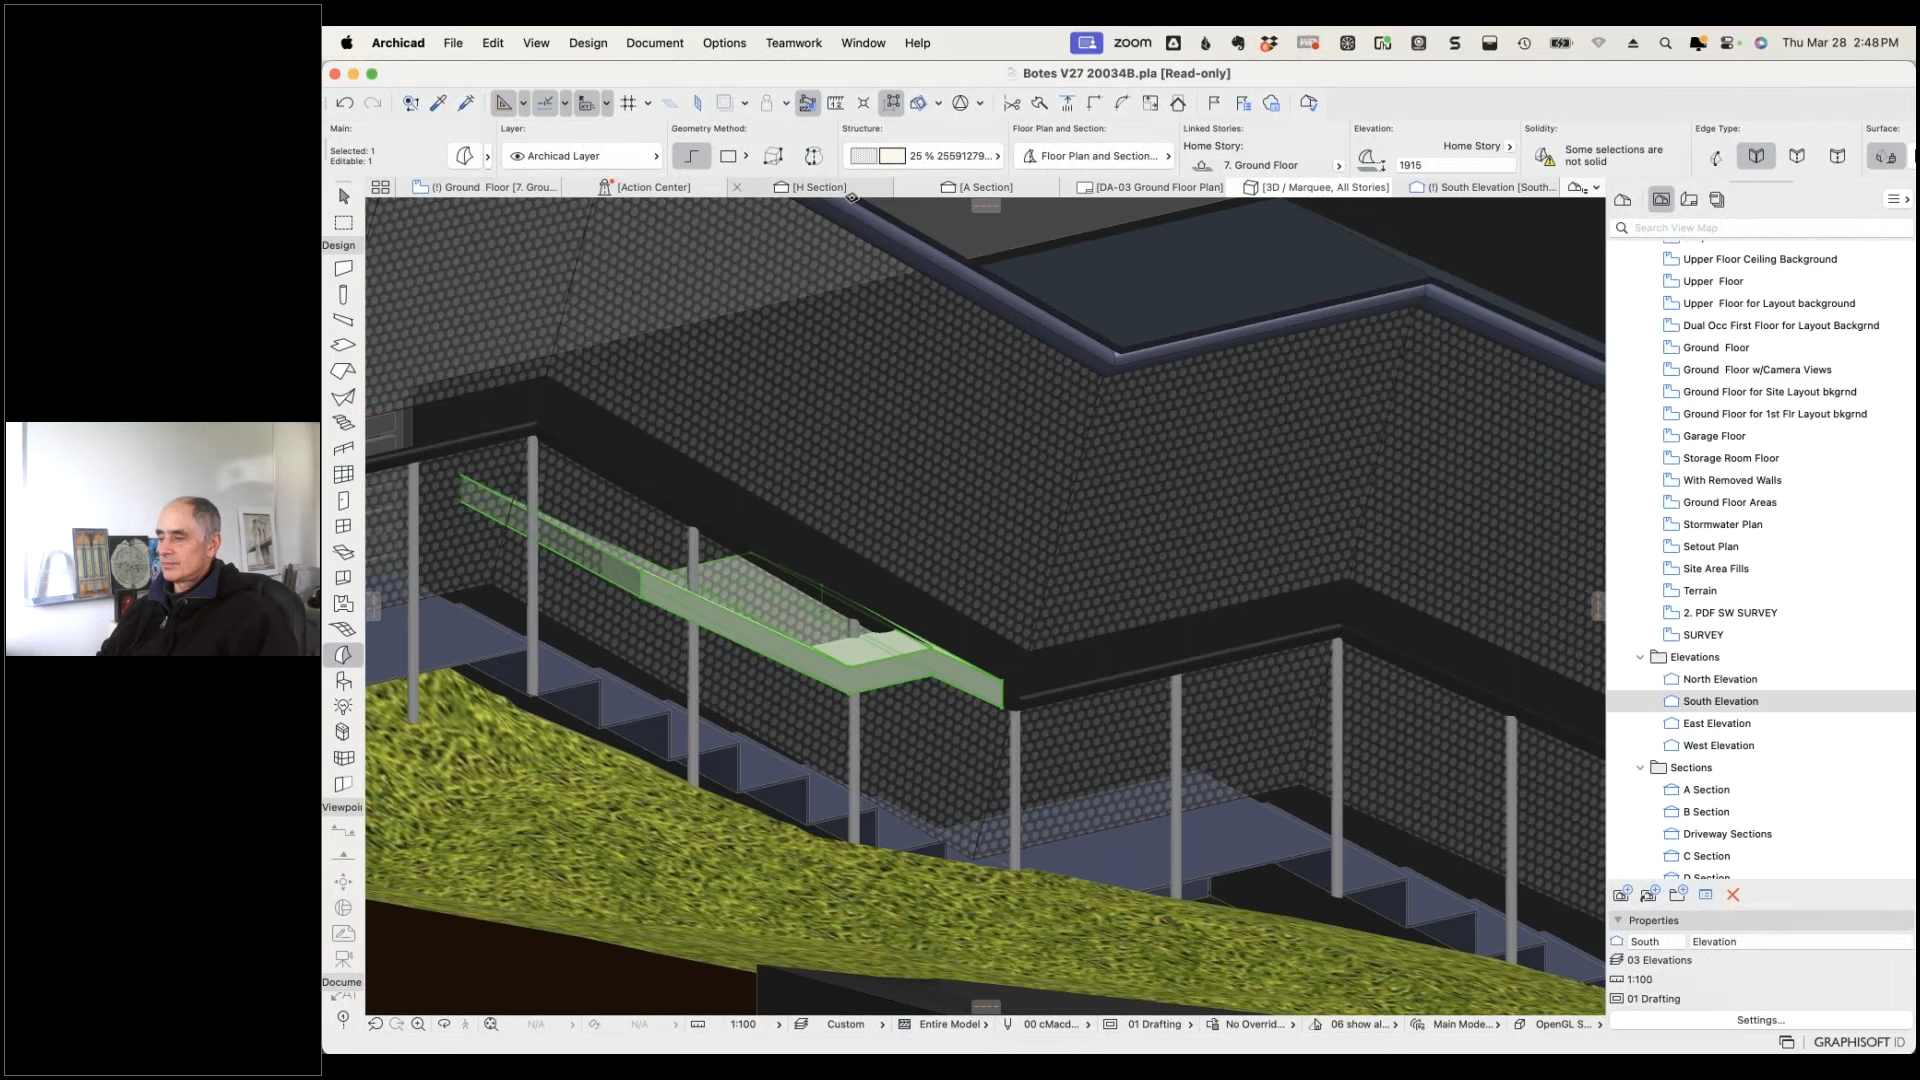 Archicad File Edit View Design Document Options Teamwork Window Help
zoom
Thu Mar 28 2:48 PM
Botes V27 20034B.pla [Read-only]
Main:
Selected: 1
Editable: 1
Layer:
Archicad Layer
Geometry Method:
Structure:
25 % 25591279...
Floor Plan and Section:
Floor Plan and Section...
Linked Stories:
Home Story:
7. Ground Floor
Elevation:
Home Story
1915
Solidity:
Some selections are
not solid
Edge Type:
Surface:
(!) Ground Floor [7. Grou...
[Action Center]
[H Section]
[A Section]
[DA-03 Ground Floor Plan]
[3D / Marquee, All Stories]
(!) South Elevation [South...
Design
Viewpoi
Docume
Search View Map
Upper Floor Ceiling Background
Upper Floor
Upper Floor for Layout background
Dual Occ First Floor for Layout Backgrnd
Ground Floor
Ground Floor w/Camera Views
Ground Floor for Site Layout bkgrnd
Ground Floor for 1st Flr Layout bkgrnd
Garage Floor
Storage Room Floor
With Removed Walls
Ground Floor Areas
Stormwater Plan
Setout Plan
Site Area Fills
Terrain
2. PDF SW SURVEY
SURVEY
Elevations
North Elevation
South Elevation
East Elevation
West Elevation
Sections
A Section
B Section
Driveway Sections
C Section
D Section
Properties
South Elevation
03 Elevations
1:100
01 Drafting
Settings...
N/A
N/A
1:100
Custom
Entire Model
00 cMacd...
01 Drafting
No Overrid...
06 show al...
Main Mode...
OpenGL S...
GRAPHISOFT ID